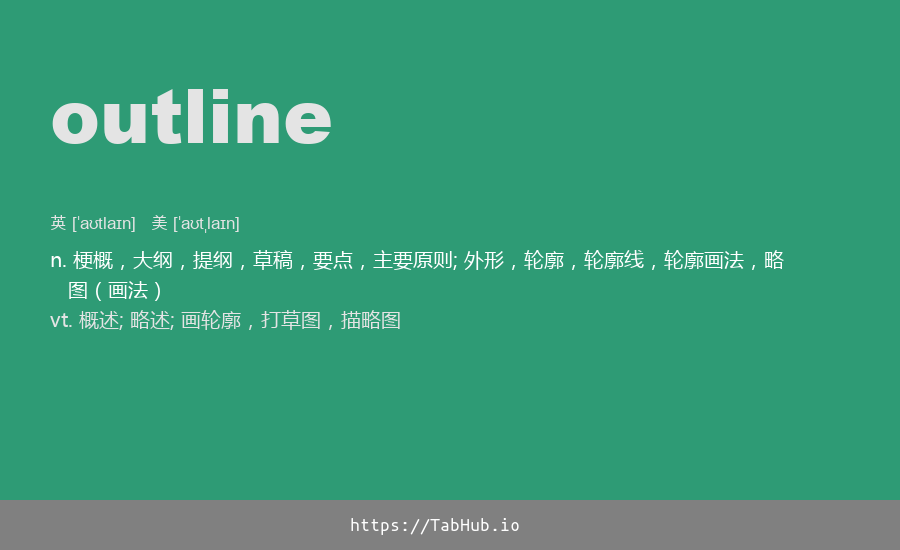 outline
英 [ˈaʊtlaɪn] 美 [ˈaʊtˌlaɪn]
n. 梗概，大纲，提纲，草稿，要点，主要原则; 外形，轮廓，轮廓线，轮廓画法，略
图（画法）
vt. 概述; 略述; 画轮廓，打草图，描略图
https://TabHub.io